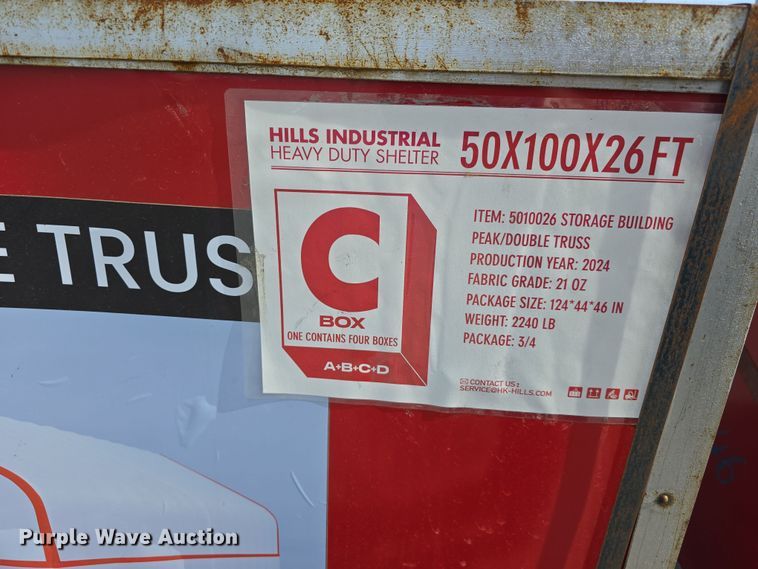 HILLS INDUSTRIAL
HEAVY DUTY SHELTER
50X100X26FT
C
BOX
ONE CONTAINS FOUR BOXES
A+B+C+D
ITEM: 5010026 STORAGE BUILDING
PEAK/DOUBLE TRUSS
PRODUCTION YEAR: 2024
FABRIC GRADE: 21 OZ
PACKAGE SIZE: 124*44*46 IN
WEIGHT: 2240 LB
PACKAGE: 3/4
CONTACT US:
SERVICE@HK-HILLS.COM
E TRUS
Purple Wave Auction